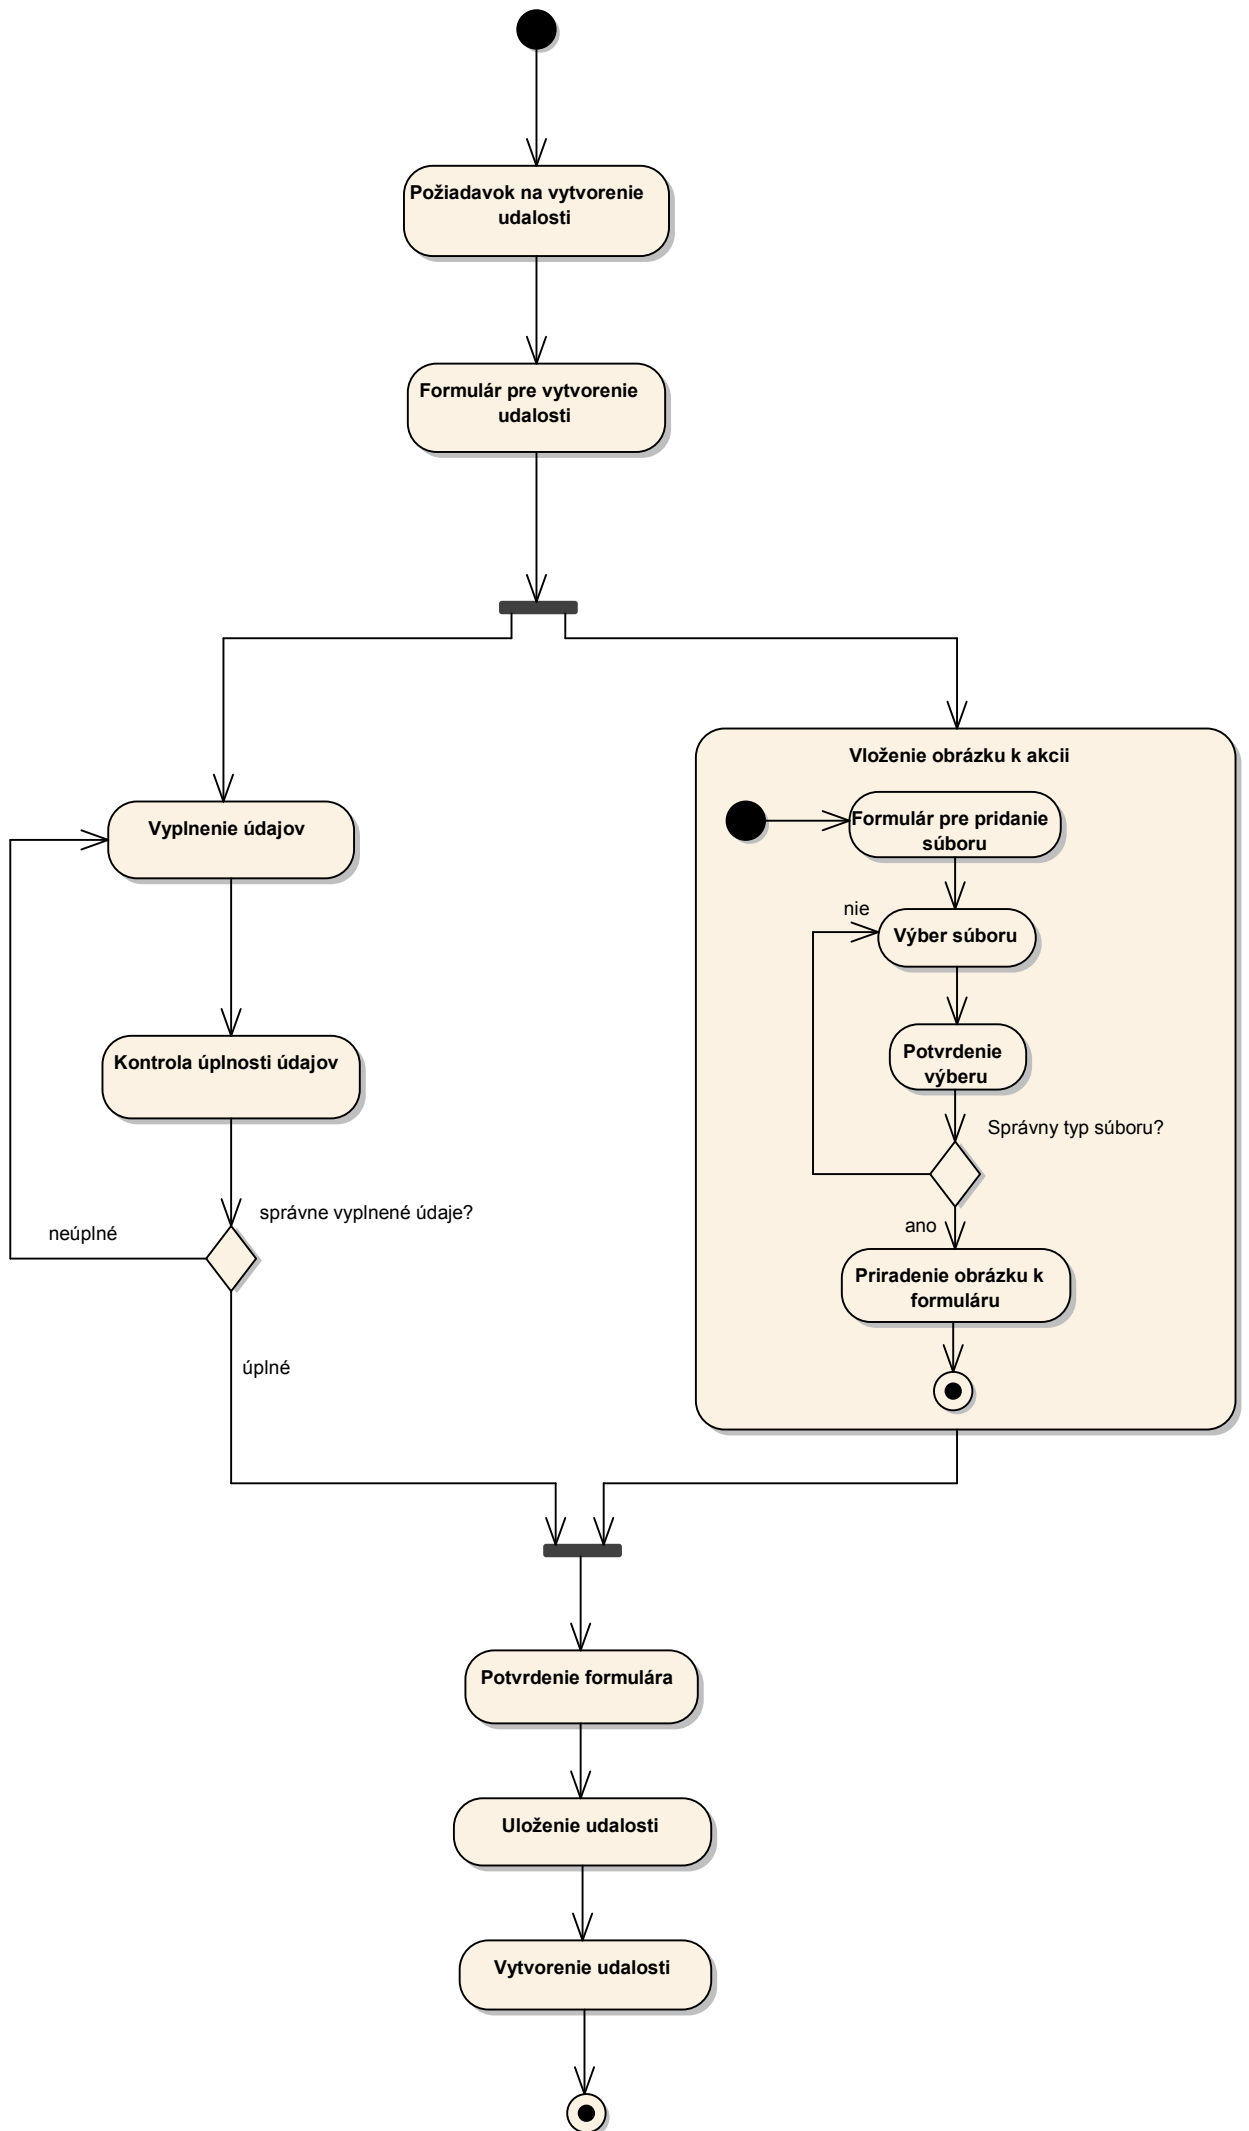 Požiadavok na vytvorenie
udalosti
Formulár pre vytvorenie
udalosti
Vyplnenie údajov
Kontrola úplnosti údajov
správne vyplnené údaje?
neúplné
úplné
Vloženie obrázku k akcii
Formulár pre pridanie
súboru
nie
Výber súboru
Potvrdenie
výberu
Správny typ súboru?
ano
Priradenie obrázku k
formuláru
Potvrdenie formulára
Uloženie udalosti
Vytvorenie udalosti